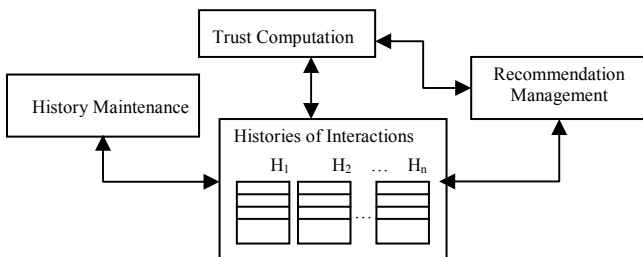 Trust Computation
Recommendation
Management
History Maintenance
Histories of Interactions
H1 H2 … Hn
…